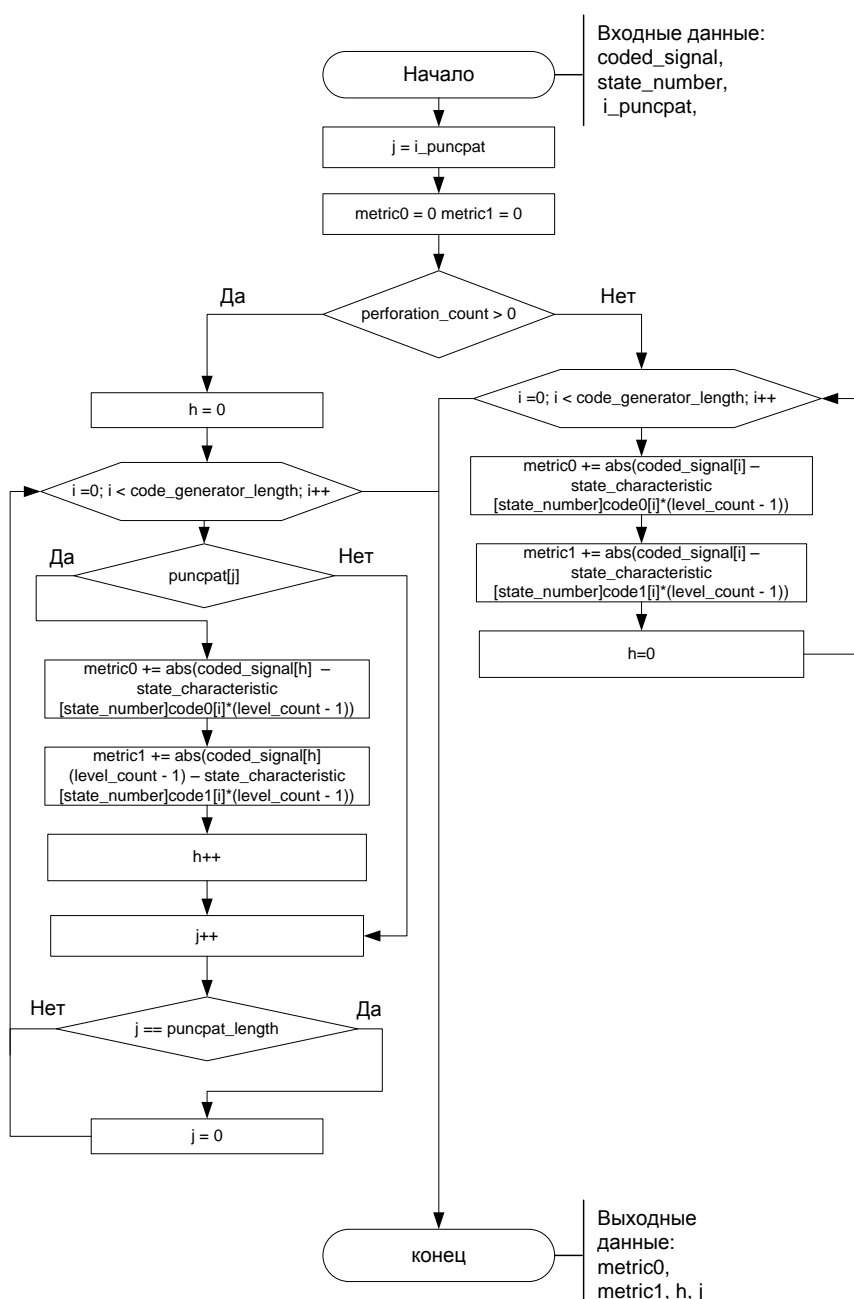 Входные данные:
coded_signal,
state_number,
i_puncpat,
Начало
j = i_puncpat
metric0 = 0 metric1 = 0
Да
Нет
perforation_count > 0
h = 0
i =0; i < code_generator_length; i++
i =0; i < code_generator_length; i++
metric0 += abs(coded_signal[i] –
state_characteristic
[state_number]code0[i]*(level_count - 1))
metric1 += abs(coded_signal[i] –
state_characteristic
[state_number]code1[i]*(level_count - 1))
h=0
Да
Нет
puncpat[j]
metric0 += abs(coded_signal[h] –
state_characteristic
[state_number]code0[i]*(level_count - 1))
metric1 += abs(coded_signal[h]
(level_count - 1) – state_characteristic
[state_number]code1[i]*(level_count - 1))
h++
j++
Нет
Да
j == puncpat_length
j = 0
конец
Выходные
данные:
metric0,
metric1, h, j